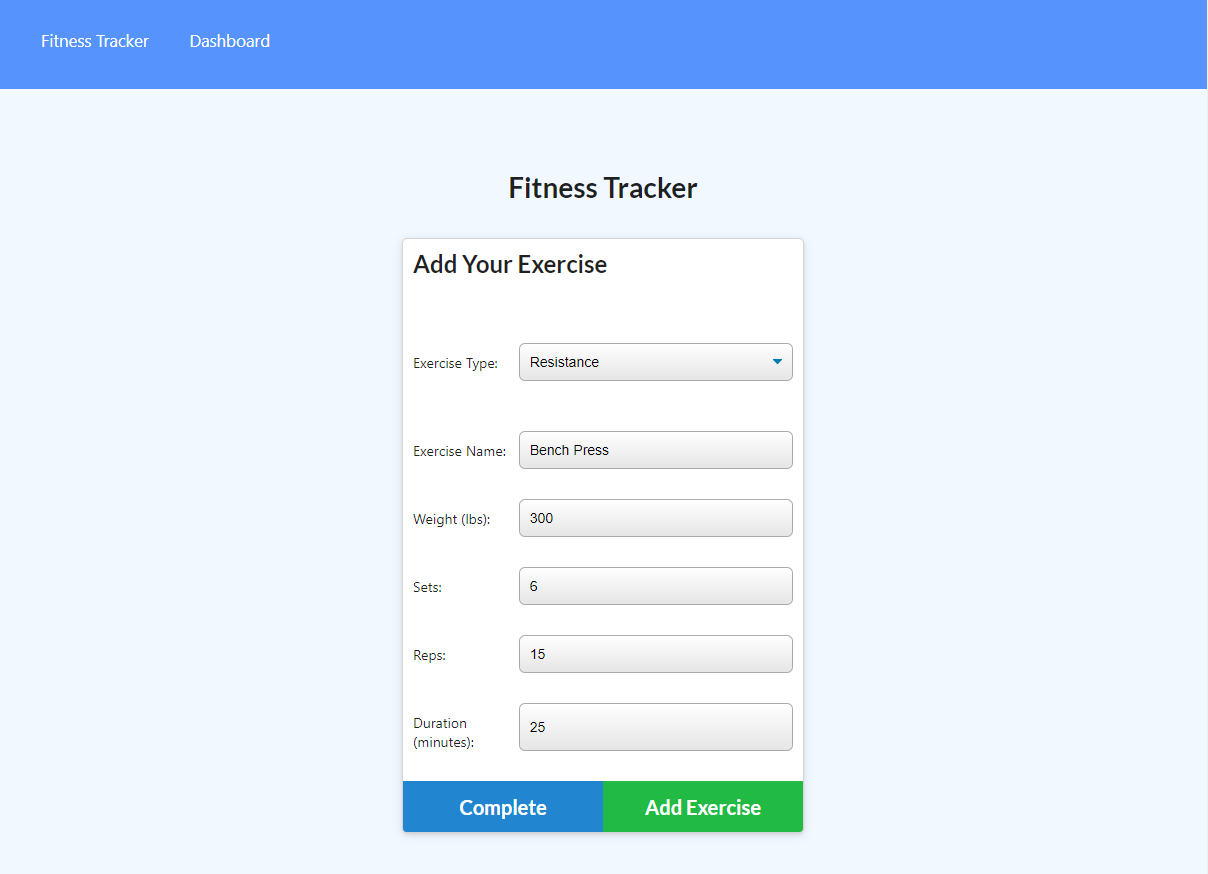 Fitness Tracker Dashboard
Fitness Tracker
Add Your Exercise
Exercise Type: Resistance
Exercise Name: Bench Press
Weight (lbs): 300
Sets: 6
Reps: 15
Duration
(minutes): 25
Complete Add Exercise